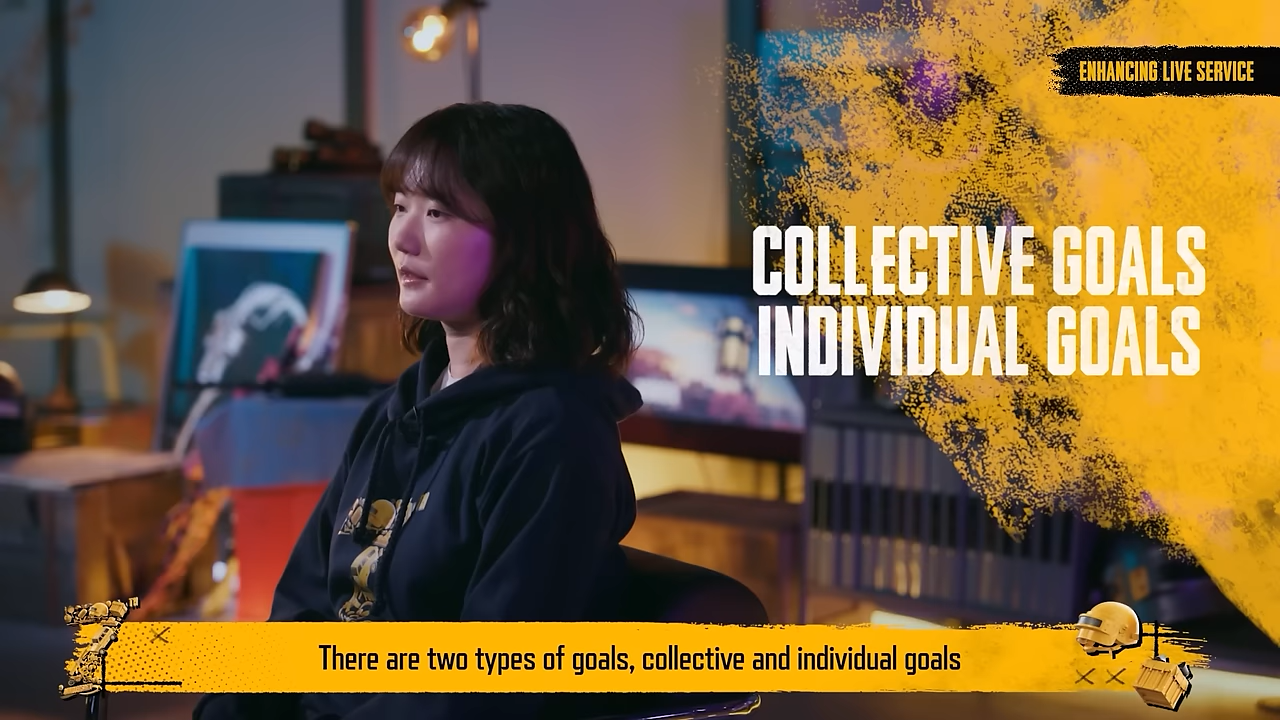 ENHANCING LIVE SERVICE
COLLECTIVE GOALS
INDIVIDUAL GOALS
There are two types of goals, collective and individual goals